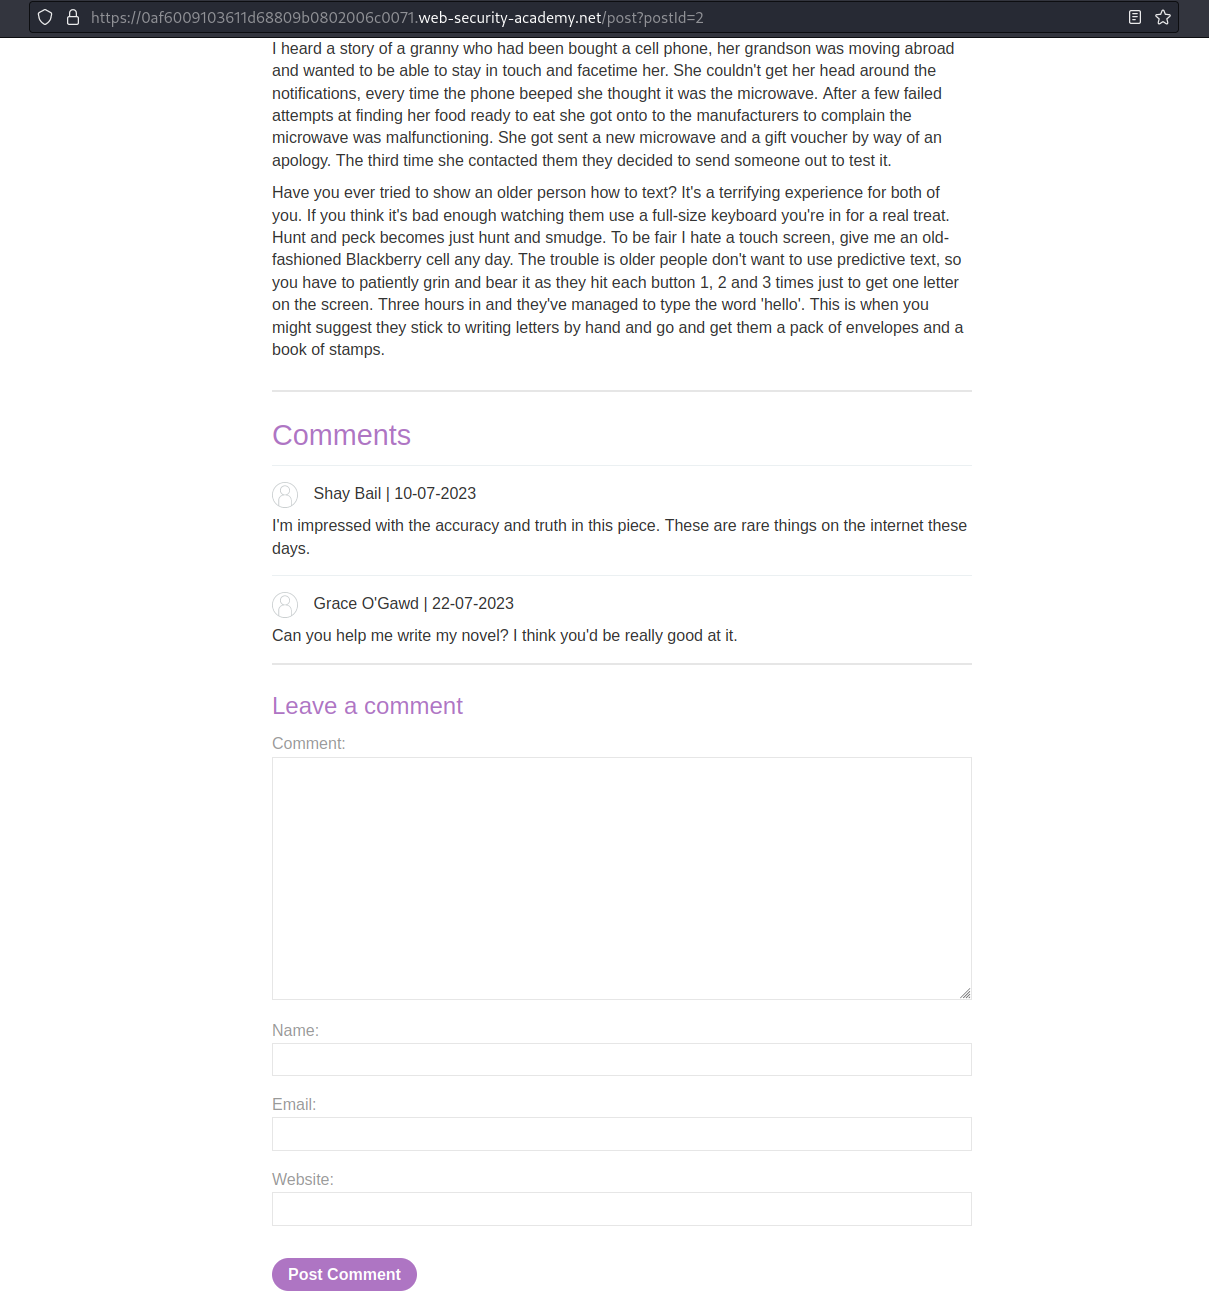 https://0af6009103611d68809b0802006c0071.web-security-academy.net/post?postId=2
I heard a story of a granny who had been bought a cell phone, her grandson was moving abroad
and wanted to be able to stay in touch and facetime her. She couldn't get her head around the
notifications, every time the phone beeped she thought it was the microwave. After a few failed
attempts at finding her food ready to eat she got onto to the manufacturers to complain the
microwave was malfunctioning. She got sent a new microwave and a gift voucher by way of an
apology. The third time she contacted them they decided to send someone out to test it.
Have you ever tried to show an older person how to text? It's a terrifying experience for both of
you. If you think it's bad enough watching them use a full-size keyboard you're in for a real treat.
Hunt and peck becomes just hunt and smudge. To be fair I hate a touch screen, give me an old-
fashioned Blackberry cell any day. The trouble is older people don't want to use predictive text, so
you have to patiently grin and bear it as they hit each button 1, 2 and 3 times just to get one letter
on the screen. Three hours in and they've managed to type the word 'hello'. This is when you
might suggest they stick to writing letters by hand and go and get them a pack of envelopes and a
book of stamps.
Comments
Shay Bail | 10-07-2023
I'm impressed with the accuracy and truth in this piece. These are rare things on the internet these
days.
Grace O'Gawd | 22-07-2023
Can you help me write my novel? I think you'd be really good at it.
Leave a comment
Comment:
Name:
Email:
Website:
Post Comment